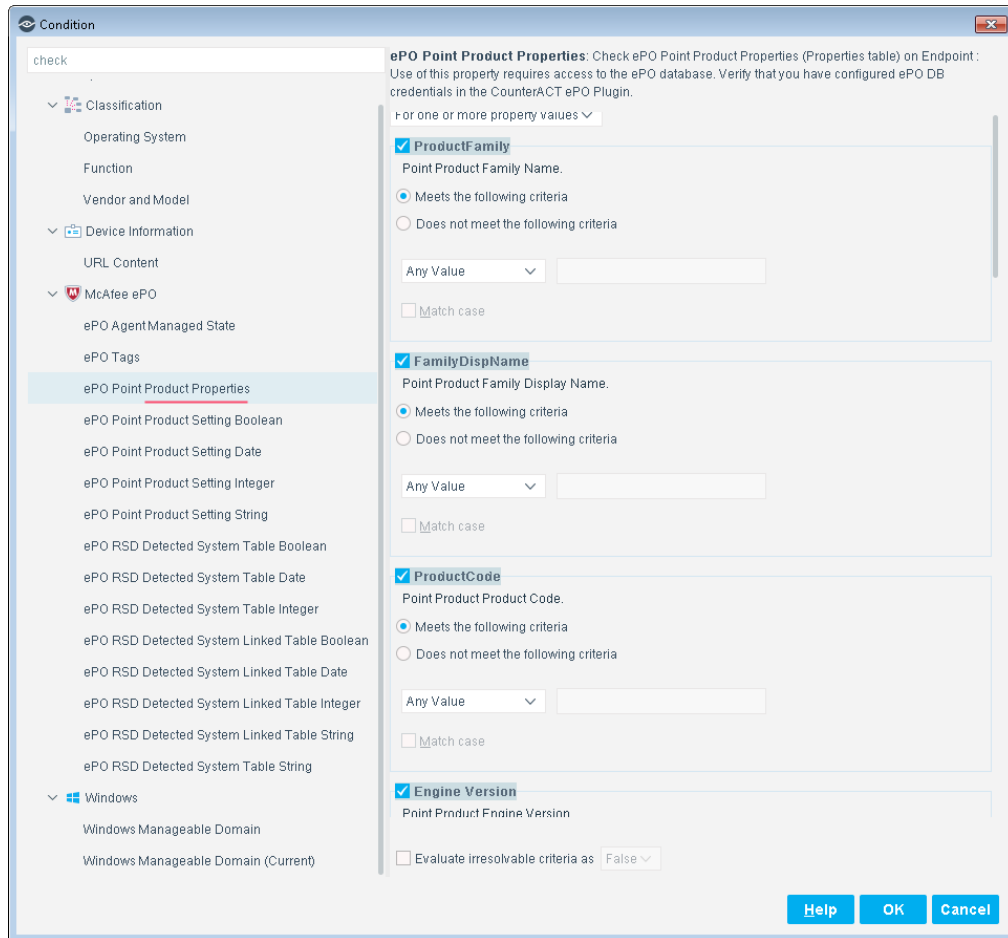 Condition
check
Classification
Operating System
Function
Vendor and Model
Device Information
URL Content
McAfee ePO
ePO Agent Managed State
ePO Tags
ePO Point Product Properties
ePO Point Product Setting Boolean
ePO Point Product Setting Date
ePO Point Product Setting Integer
ePO Point Product Setting String
ePO RSD Detected System Table Boolean
ePO RSD Detected System Table Date
ePO RSD Detected System Table Integer
ePO RSD Detected System Linked Table Boolean
ePO RSD Detected System Linked Table Date
ePO RSD Detected System Linked Table Integer
ePO RSD Detected System Linked Table String
ePO RSD Detected System Table String
Windows
Windows Manageable Domain
Windows Manageable Domain (Current)
ePO Point Product Properties: Check ePO Point Product Properties (Properties table) on Endpoint :
Use of this property requires access to the ePO database. Verify that you have configured ePO DB
credentials in the CounterACT ePO Plugin.
For one or more property values
ProductFamily
Point Product Family Name.
Meets the following criteria
Does not meet the following criteria
Any Value
Match case
FamilyDispName
Point Product Family Display Name.
Meets the following criteria
Does not meet the following criteria
Any Value
Match case
ProductCode
Point Product Product Code.
Meets the following criteria
Does not meet the following criteria
Any Value
Match case
Engine Version
Point Product Engine Version
Evaluate irresolvable criteria as False
Help OK Cancel